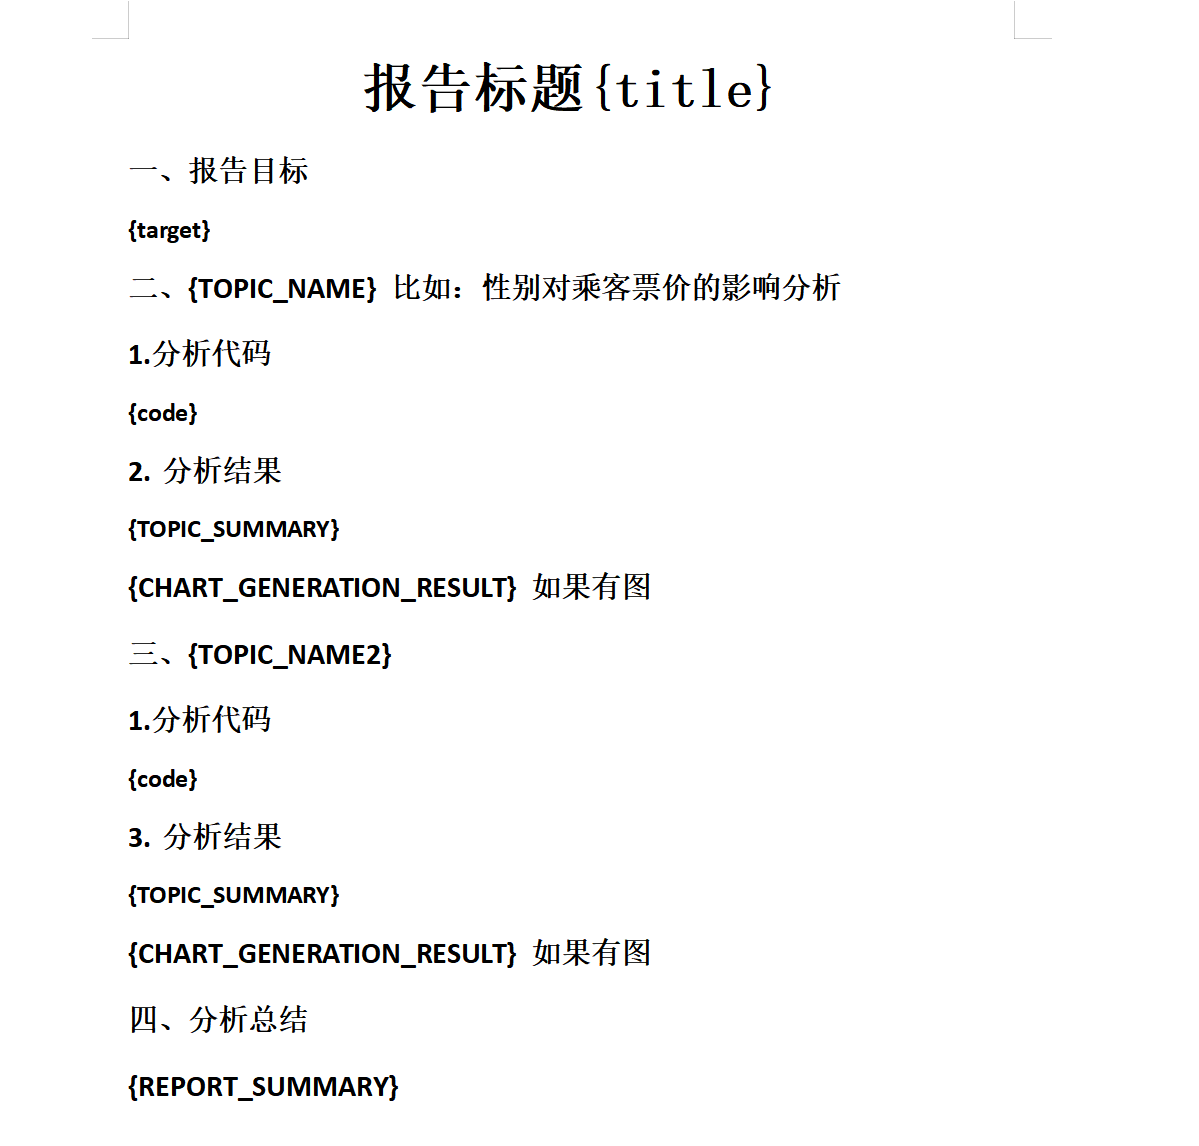 报告标题{title}
一、报告目标
{target}
二、{TOPIC_NAME} 比如：性别对乘客票价的影响分析
1.分析代码
{code}
2. 分析结果
{TOPIC_SUMMARY}
{CHART_GENERATION_RESULT} 如果有图
三、{TOPIC_NAME2}
1.分析代码
{code}
3. 分析结果
{TOPIC_SUMMARY}
{CHART_GENERATION_RESULT} 如果有图
四、分析总结
{REPORT_SUMMARY}